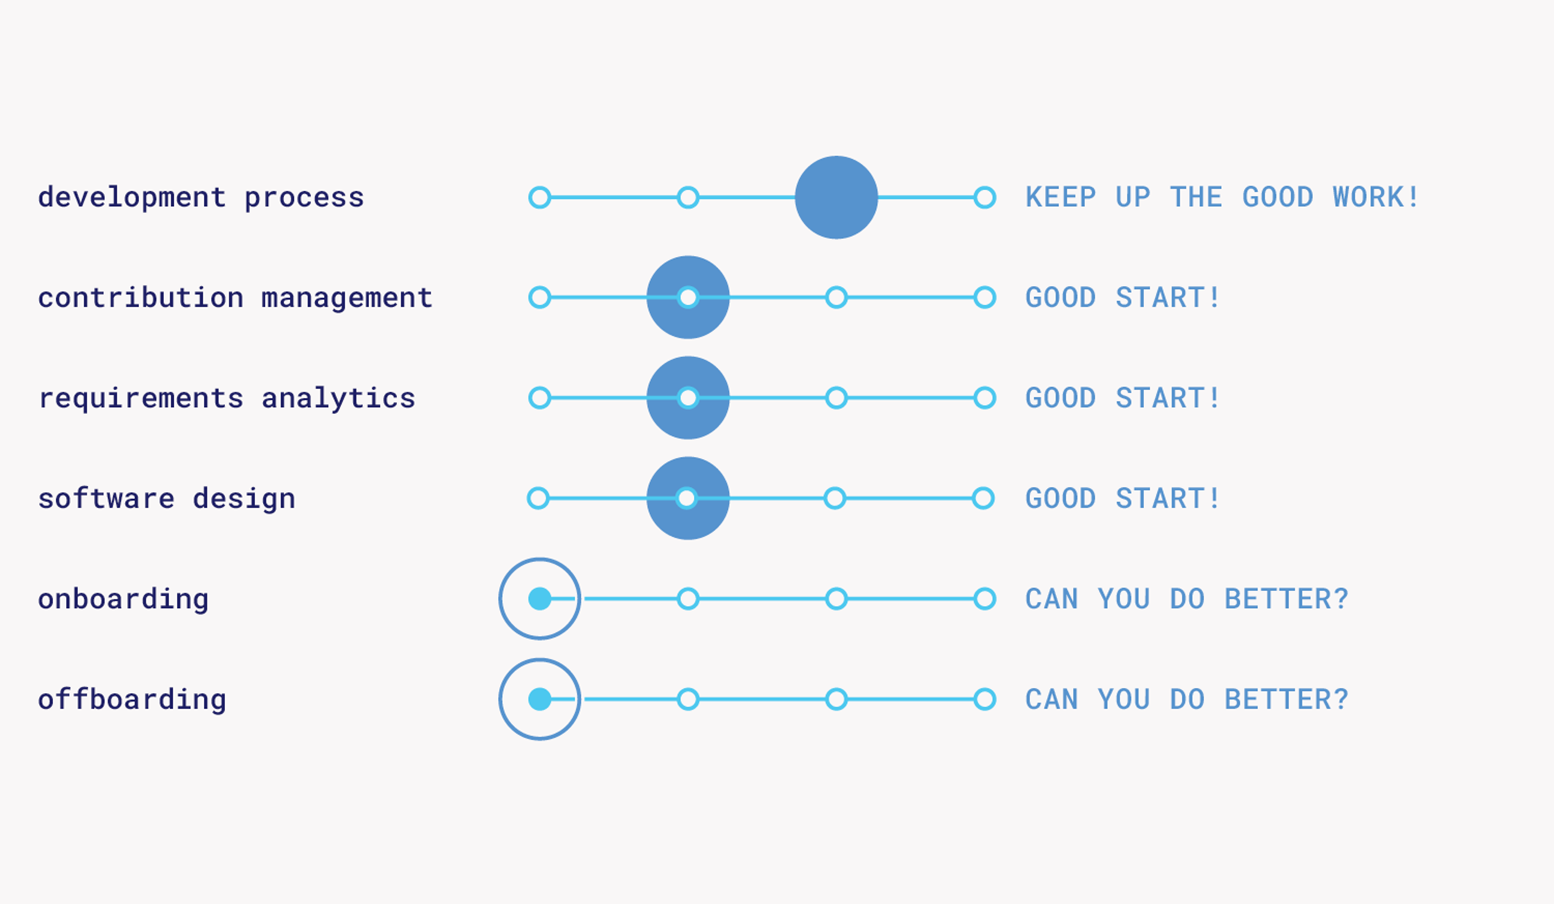 development process KEEP UP THE GOOD WORK!
contribution management GOOD START!
requirements analytics GOOD START!
software design GOOD START!
onboarding CAN YOU DO BETTER?
offboarding CAN YOU DO BETTER?